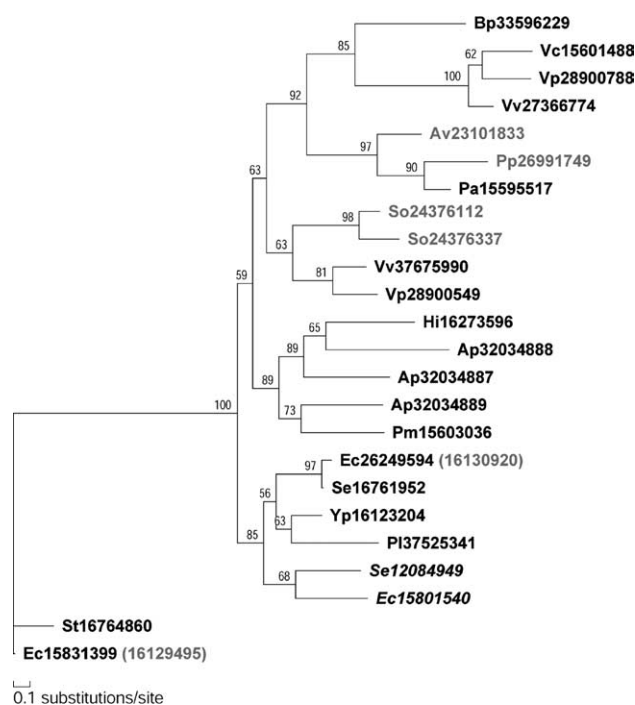 Bp33596229
85
62
Vc15601488
100
Vp28900788
92
Vv27366774
97
Av23101833
90
Pp26991749
63
Pa15595517
98
So24376112
63
So24376337
81
Vv37675990
59
Vp28900549
65
Hi16273596
89
Ap32034888
Ap32034887
89
73
Ap32034889
100
Pm15603036
97
Ec26249594 (16130920)
56
Se16761952
63
Yp16123204
85
Pl37525341
68
Se12084949
Ec15801540
St16764860
Ec15831399 (16129495)
0.1 substitutions/site